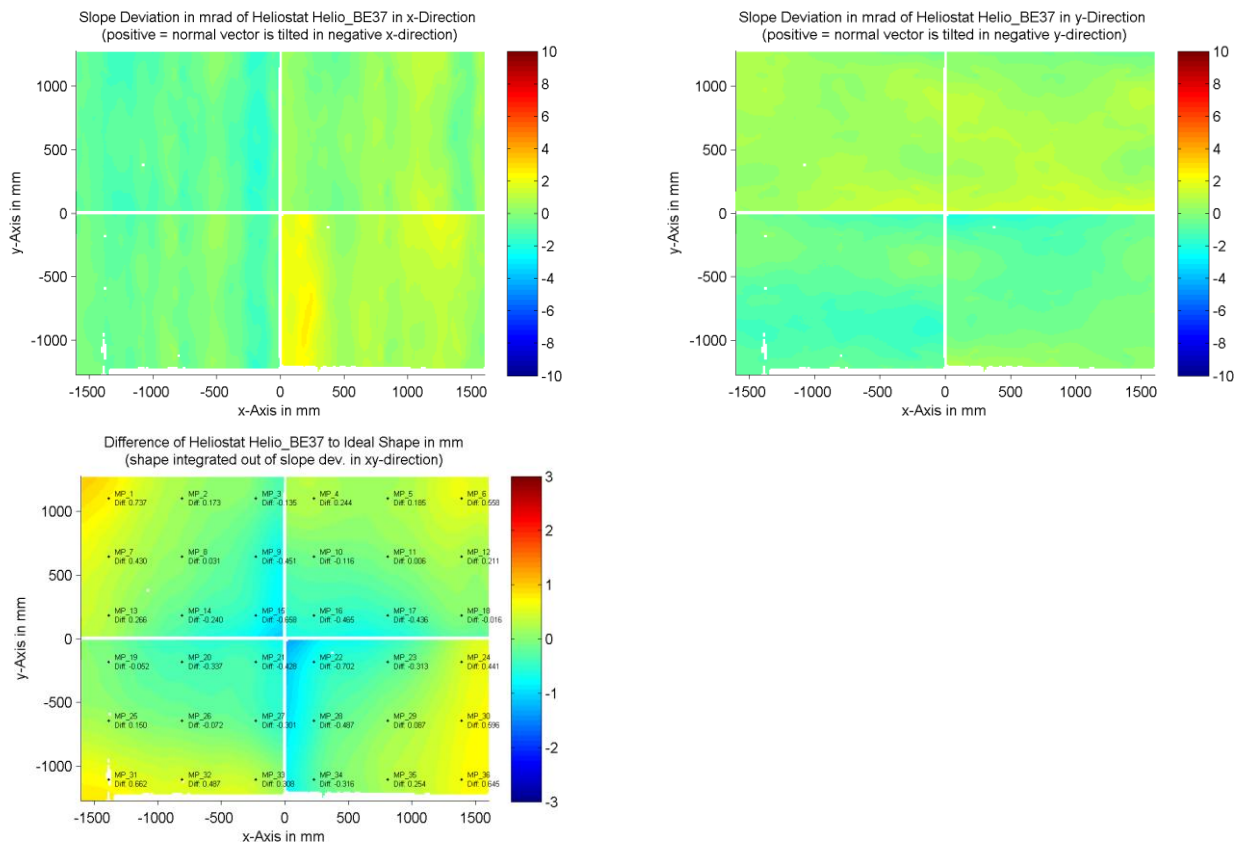 Slope Deviation in mrad of Heliostat Helio_BE37 in x-Direction
(positive = normal vector is tilted in negative x-direction)
1000
500
0
-500
-1000
y-Axis in mm
-1500 -1000 -500 0 500 1000 1500
x-Axis in mm
10
8
6
4
2
0
-2
-4
-6
-8
-10
Slope Deviation in mrad of Heliostat Helio_BE37 in y-Direction
(positive = normal vector is tilted in negative y-direction)
1000
500
0
-500
-1000
y-Axis in mm
-1500 -1000 -500 0 500 1000 1500
x-Axis in mm
10
8
6
4
2
0
-2
-4
-6
-8
-10
Difference of Heliostat Helio_BE37 to Ideal Shape in mm
(shape integrated out of slope dev. in xy-direction)
1000
500
0
-500
-1000
y-Axis in mm
MP_1 MP_2 MP_3 MP_4 MP_5 MP_6
Diff: 0.737 Diff: 0.173 Diff: -0.135 Diff: 0.244 Diff: 0.185 Diff: 0.558
MP_7 MP_8 MP_9 MP_10 MP_11 MP_12
Diff: 0.430 Diff: 0.031 Diff: -0.451 Diff: -0.116 Diff: 0.006 Diff: 0.211
MP_13 MP_14 MP_15 MP_16 MP_17 MP_18
Diff: 0.266 Diff: -0.240 Diff: -0.658 Diff: -0.465 Diff: -0.436 Diff: -0.016
MP_19 MP_20 MP_21 MP_22 MP_23 MP_24
Diff: -0.052 Diff: -0.337 Diff: -0.428 Diff: -0.702 Diff: -0.313 Diff: 0.441
MP_25 MP_26 MP_27 MP_28 MP_29 MP_30
Diff: 0.150 Diff: -0.072 Diff: Diff: -0.487 Diff: 0.087 Diff: 0.596
MP_31 MP_32 MP_33 MP_34 MP_35 MP_36
Diff: 0.662 Diff: 0.487 Diff: 0.308 Diff: -0.316 Diff: 0.254 Diff: 0.645
-1500 -1000 -500 0 500 1000 1500
x-Axis in mm
3
2
1
0
-1
-2
-3